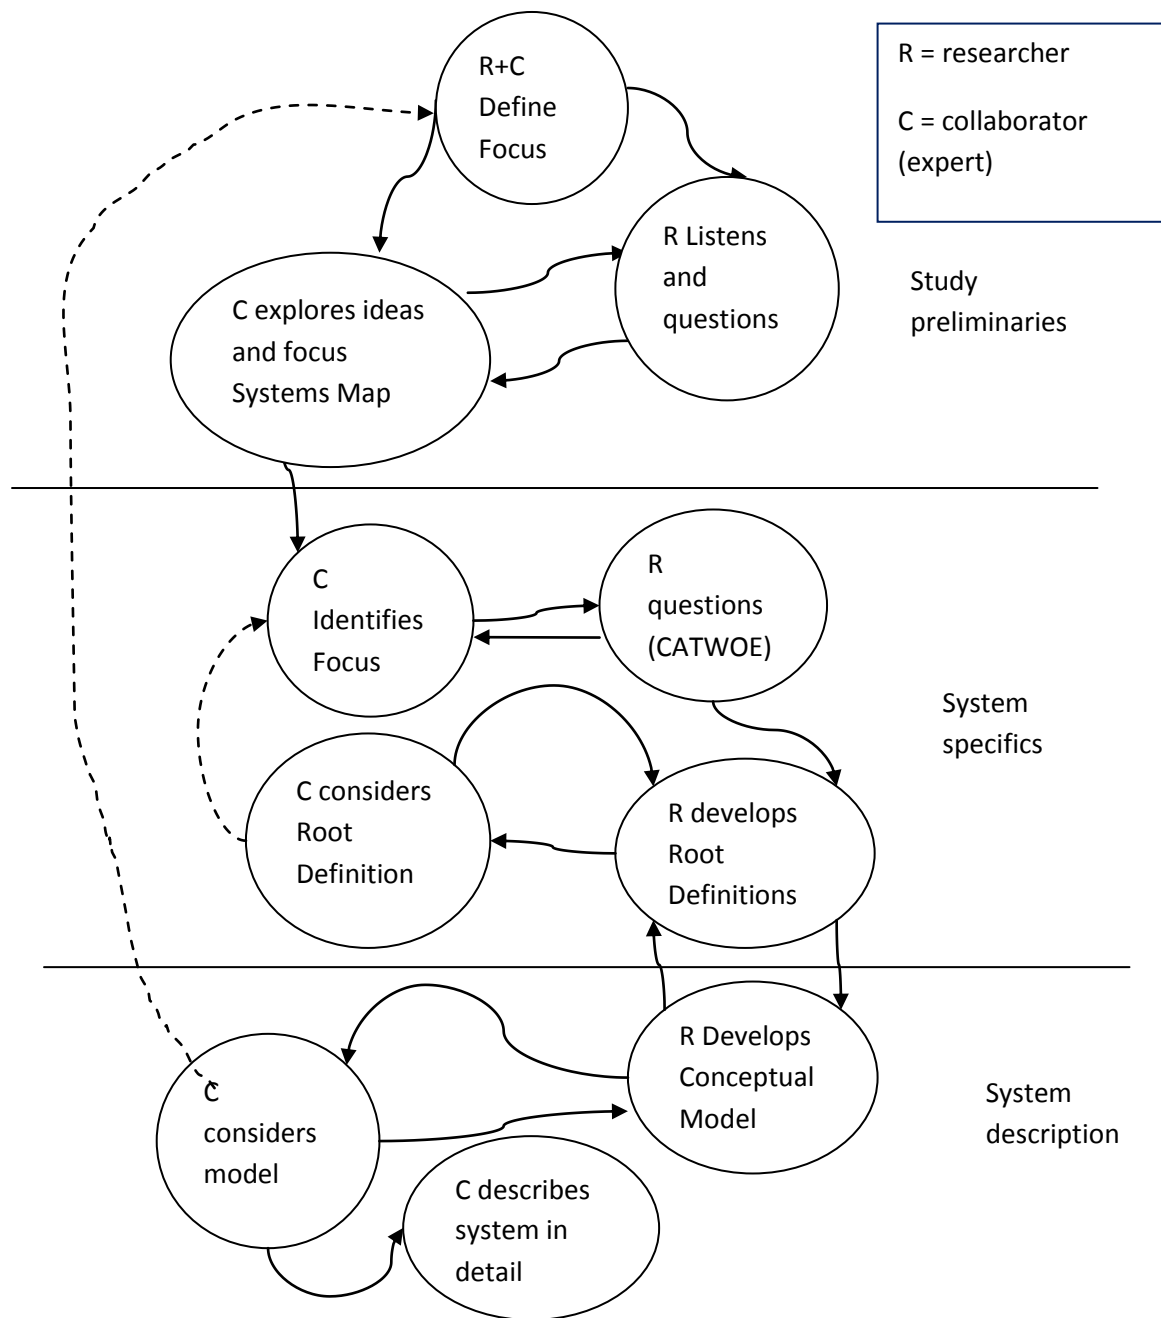 R+C
Define
Focus
R = researcher
C = collaborator
(expert)
R Listens
and
questions
Study
preliminaries
C explores ideas
and focus
Systems Map
C
Identifies
Focus
R
questions
(CATWOE)
System
specifics
C considers
Root
Definition
R develops
Root
Definitions
R Develops
Conceptual
Model
System
description
C
considers
model
C describes
system in
detail